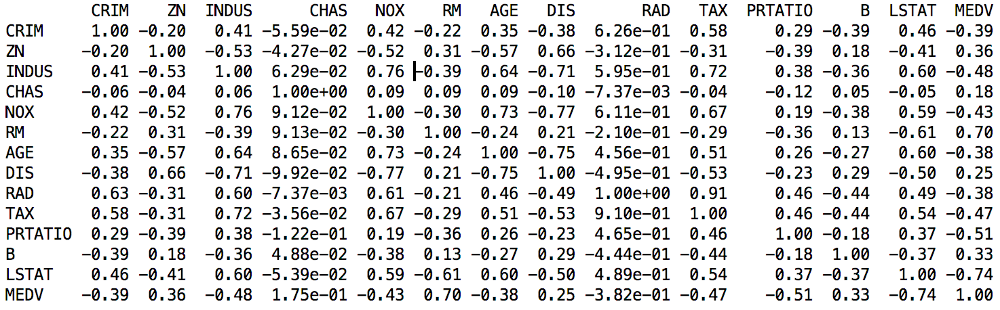 CRIM ZN INDUS CHAS NOX RM AGE DIS RAD TAX PRTATIO B LSTAT MEDV
CRIM 1.00 −0.20 0.41 −5.59e−02 0.42 −0.22 0.35 −0.38 6.26e−01 0.58 0.29 −0.39 0.46 −0.39
ZN −0.20 1.00 −0.53 −4.27e−02 −0.52 0.31 −0.57 0.66 −3.12e−01 −0.31 −0.39 0.18 −0.41 0.36
INDUS 0.41 −0.53 1.00 6.29e−02 0.76 −0.39 0.64 −0.71 5.95e−01 0.72 0.38 −0.36 0.60 −0.48
CHAS −0.06 −0.04 0.06 1.00e+00 0.09 0.09 0.09 −0.10 −7.37e−03 −0.04 −0.12 0.05 −0.05 0.18
NOX 0.42 −0.52 0.76 9.12e−02 1.00 −0.30 0.73 −0.77 6.11e−01 0.67 0.19 −0.38 0.59 −0.43
RM −0.22 0.31 −0.39 9.13e−02 −0.30 1.00 −0.24 0.21 −2.10e−01 −0.29 −0.36 0.13 −0.61 0.70
AGE 0.35 −0.57 0.64 8.65e−02 0.73 −0.24 1.00 −0.75 4.56e−01 0.51 0.26 −0.27 0.60 −0.38
DIS −0.38 0.66 −0.71 −9.92e−02 −0.77 0.21 −0.75 1.00 −4.95e−01 −0.53 −0.23 0.29 −0.50 0.25
RAD 0.63 −0.31 0.60 −7.37e−03 0.61 −0.21 0.46 −0.49 1.00e+00 0.91 0.46 −0.44 0.49 −0.38
TAX 0.58 −0.31 0.72 −3.56e−02 0.67 −0.29 0.51 −0.53 9.10e−01 1.00 0.46 −0.44 0.54 −0.47
PRTATIO 0.29 −0.39 0.38 −1.22e−01 0.19 −0.36 0.26 −0.23 4.65e−01 0.46 1.00 −0.18 0.37 −0.51
B −0.39 0.18 −0.36 4.88e−02 −0.38 0.13 −0.27 0.29 −4.44e−01 −0.44 −0.18 1.00 −0.37 0.33
LSTAT 0.46 −0.41 0.60 −5.39e−02 0.59 −0.61 0.60 −0.50 4.89e−01 0.54 0.37 −0.37 1.00 −0.74
MEDV −0.39 0.36 −0.48 1.75e−01 −0.43 0.70 −0.38 0.25 −3.82e−01 −0.47 −0.51 0.33 −0.74 1.00